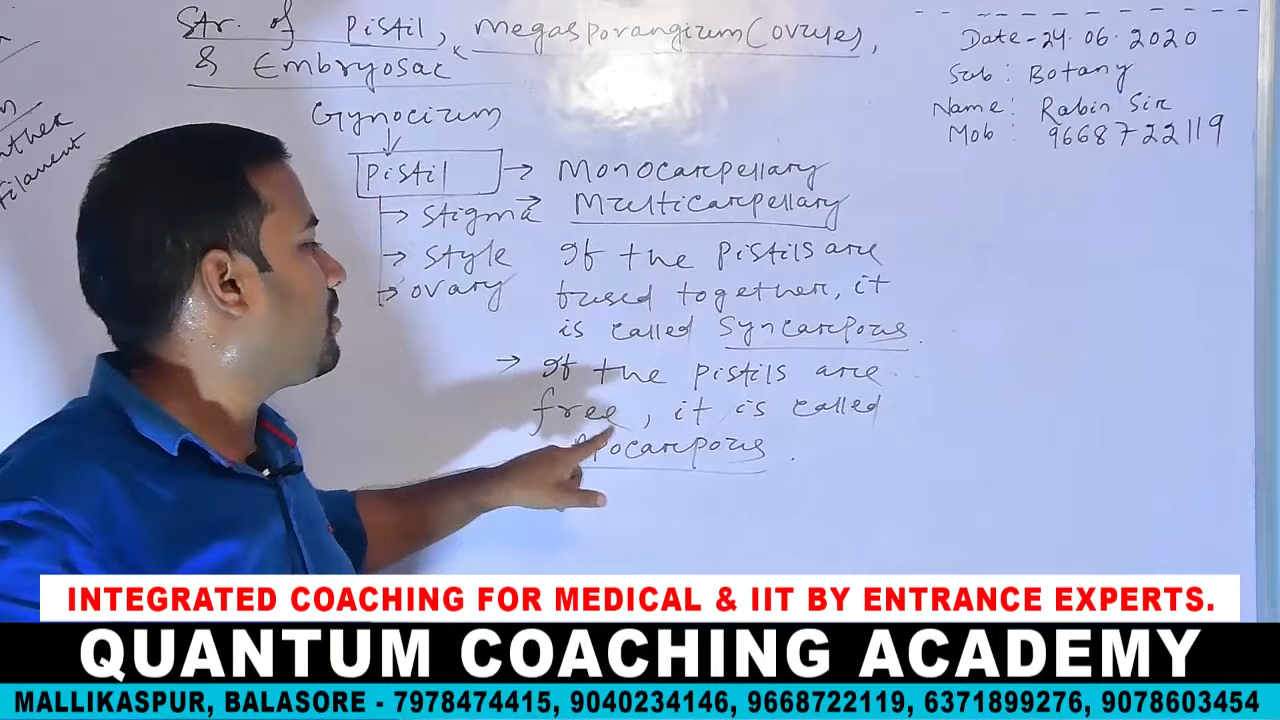 Str. of Pistil, Megasporangium (ovules),
& Embryosac
Gynocium
Pistil → Monocarpellary
→ Stigma → Multicarpellary
→ Style
→ ovary
If the Pistils are
fused together, it
is called Syncarpous.
→ If the Pistils are
free, it is called
Apocarpous.
Date-24.06.2020
Sub: Botany
Name: Rabin Sir
Mob: 9668722119
filament
INTEGRATED COACHING FOR MEDICAL & IIT BY ENTRANCE EXPERTS.
QUANTUM COACHING ACADEMY
MALLIKASPUR, BALASORE - 7978474415, 9040234146, 9668722119, 6371899276, 9078603454